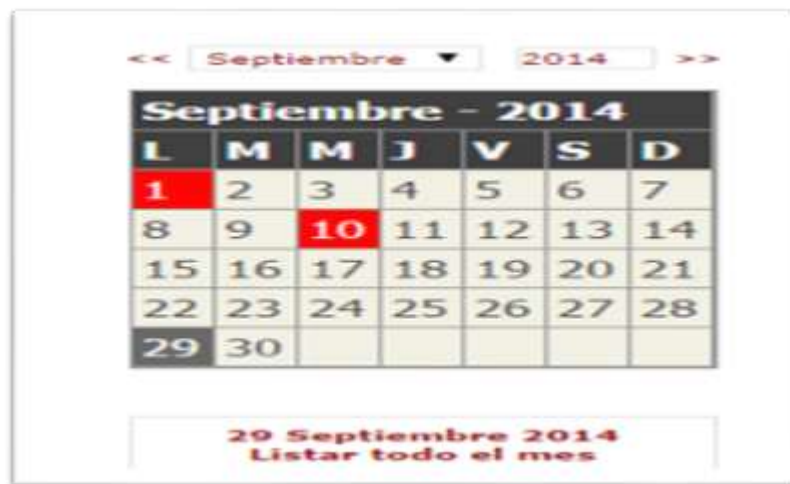 << Septiembre ▼ 2014 >>
Septiembre - 2014
L M M J V S D
1 2 3 4 5 6 7
8 9 10 11 12 13 14
15 16 17 18 19 20 21
22 23 24 25 26 27 28
29 30
29 Septiembre 2014
Listar todo el mes